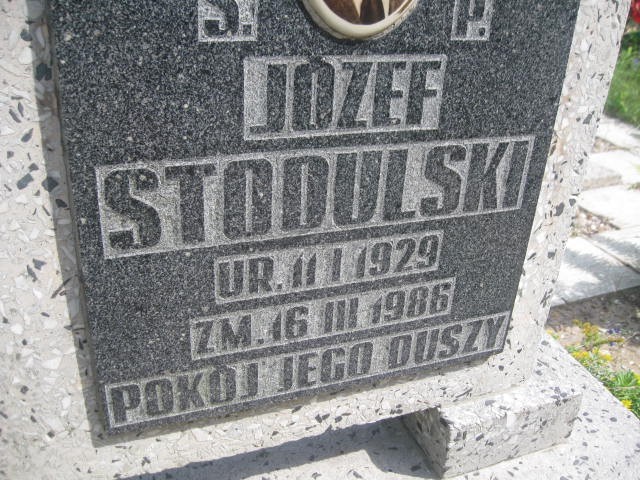 S. P.
JÓZEF
STODULSKI
UR. 11 I 1929
ZM. 16 III 1986
POKÓJ JEGO DUSZY